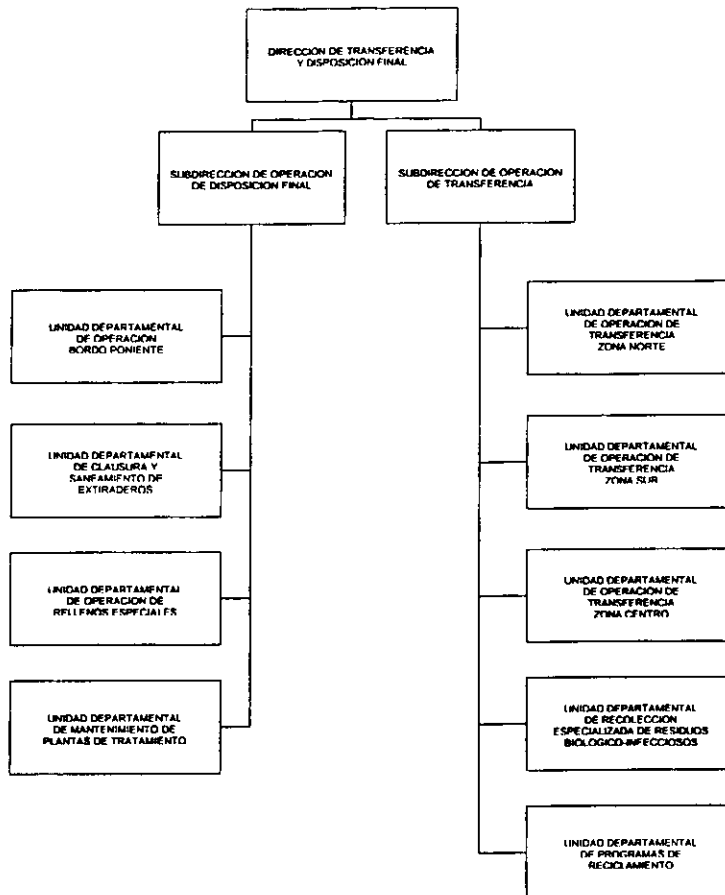 DIRECCION DE TRANSFERENCIA
Y DISPOSICION FINAL
SUBDIRECCION DE OPERACION
DE DISPOSICION FINAL
SUBDIRECCION DE OPERACION
DE TRANSFERENCIA
UNIDAD DEPARTAMENTAL
DE OPERACION
BORDO PONIENTE
UNIDAD DEPARTAMENTAL
DE CLAUSURA Y
SANEAMIENTO DE
EXTIRADEROS
UNIDAD DEPARTAMENTAL
DE OPERACION DE
RELLENOS ESPECIALES
UNIDAD DEPARTAMENTAL
DE MANTENIMIENTO DE
PLANTAS DE TRATAMIENTO
UNIDAD DEPARTAMENTAL
DE OPERACION DE
TRANSFERENCIA
ZONA NORTE
UNIDAD DEPARTAMENTAL
DE OPERACION DE
TRANSFERENCIA
ZONA SUR
UNIDAD DEPARTAMENTAL
DE OPERACION DE
TRANSFERENCIA
ZONA CENTRO
UNIDAD DEPARTAMENTAL
DE RECOLECCION
ESPECIALIZADA DE RESIDUOS
BIOLOGICO-INFECCIOSOS
UNIDAD DEPARTAMENTAL
DE PROGRAMAS DE
RECICLAMIENTO